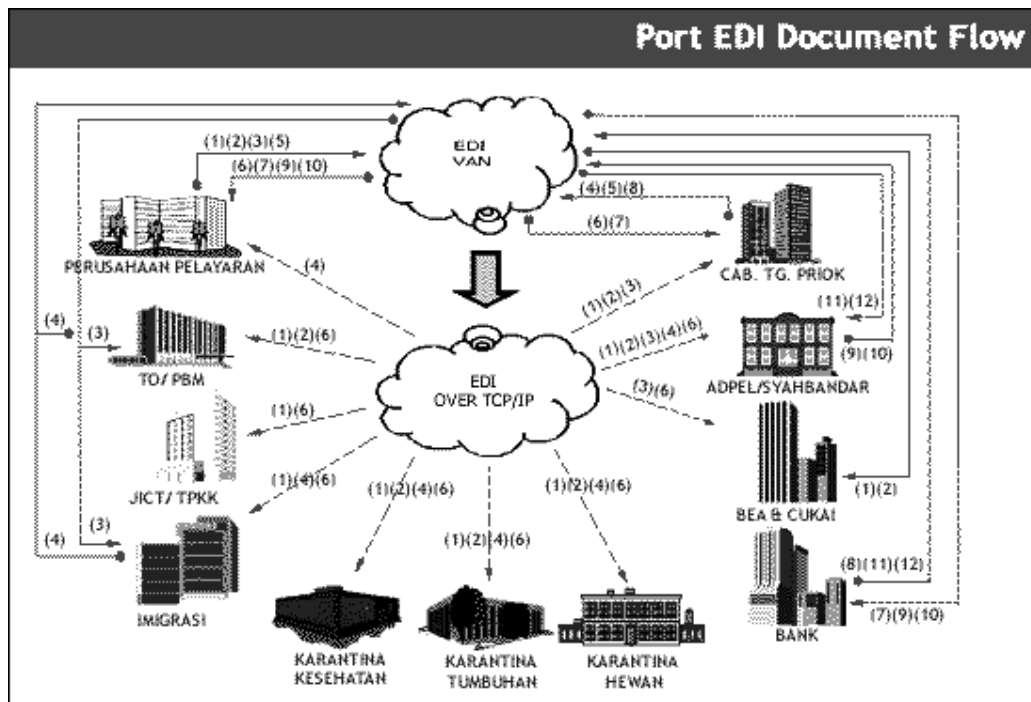 Port EDI Document Flow
EDI
VAN
(1)(2)(3)(5)
(6)(7)(9)(10)
(4)(5)(8)
(6)(7)
PERUSAHAAN PELAYARAN
CAB. TG. PRIOK
(4)
(1)(2)(3)
(11)(12)
(4)
(3)
(1)(2)(6)
(1)(2)(3)(4)(6)
(9)(10)
TO/ PBM
EDI
OVER TCP/IP
ADPEL/SYAHBANDAR
(3)(6)
(1)(6)
JICT/ TPKK
(1)(4)(6)
(1)(2)(4)(6)
(1)(2)(4)(6)
(1)(2)
BEA & CUKAI
(3)
(4)
(1)(2)(4)(6)
(8)(11)(12)
(7)(9)(10)
IMIGRASI
BANK
KARANTINA
KESEHATAN
KARANTINA
TUMBUHAN
KARANTINA
HEWAN